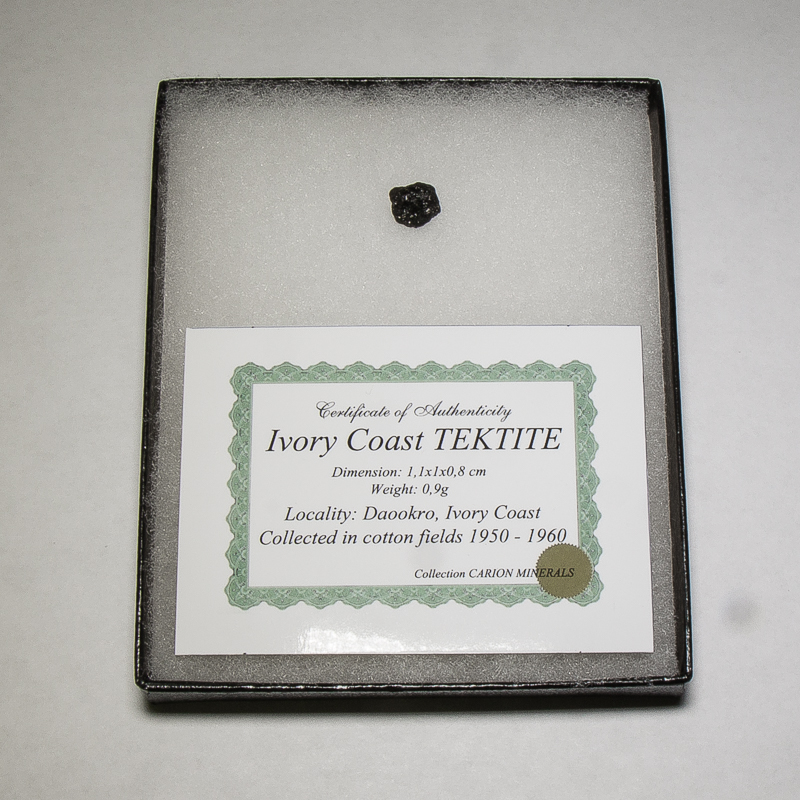 Certificate of Authenticity
Ivory Coast TEKTITE
Dimension: 1,1x1x0,8 cm
Weight: 0,9g
Locality: Daookro, Ivory Coast
Collected in cotton fields 1950 - 1960
Collection CARION MINERALS